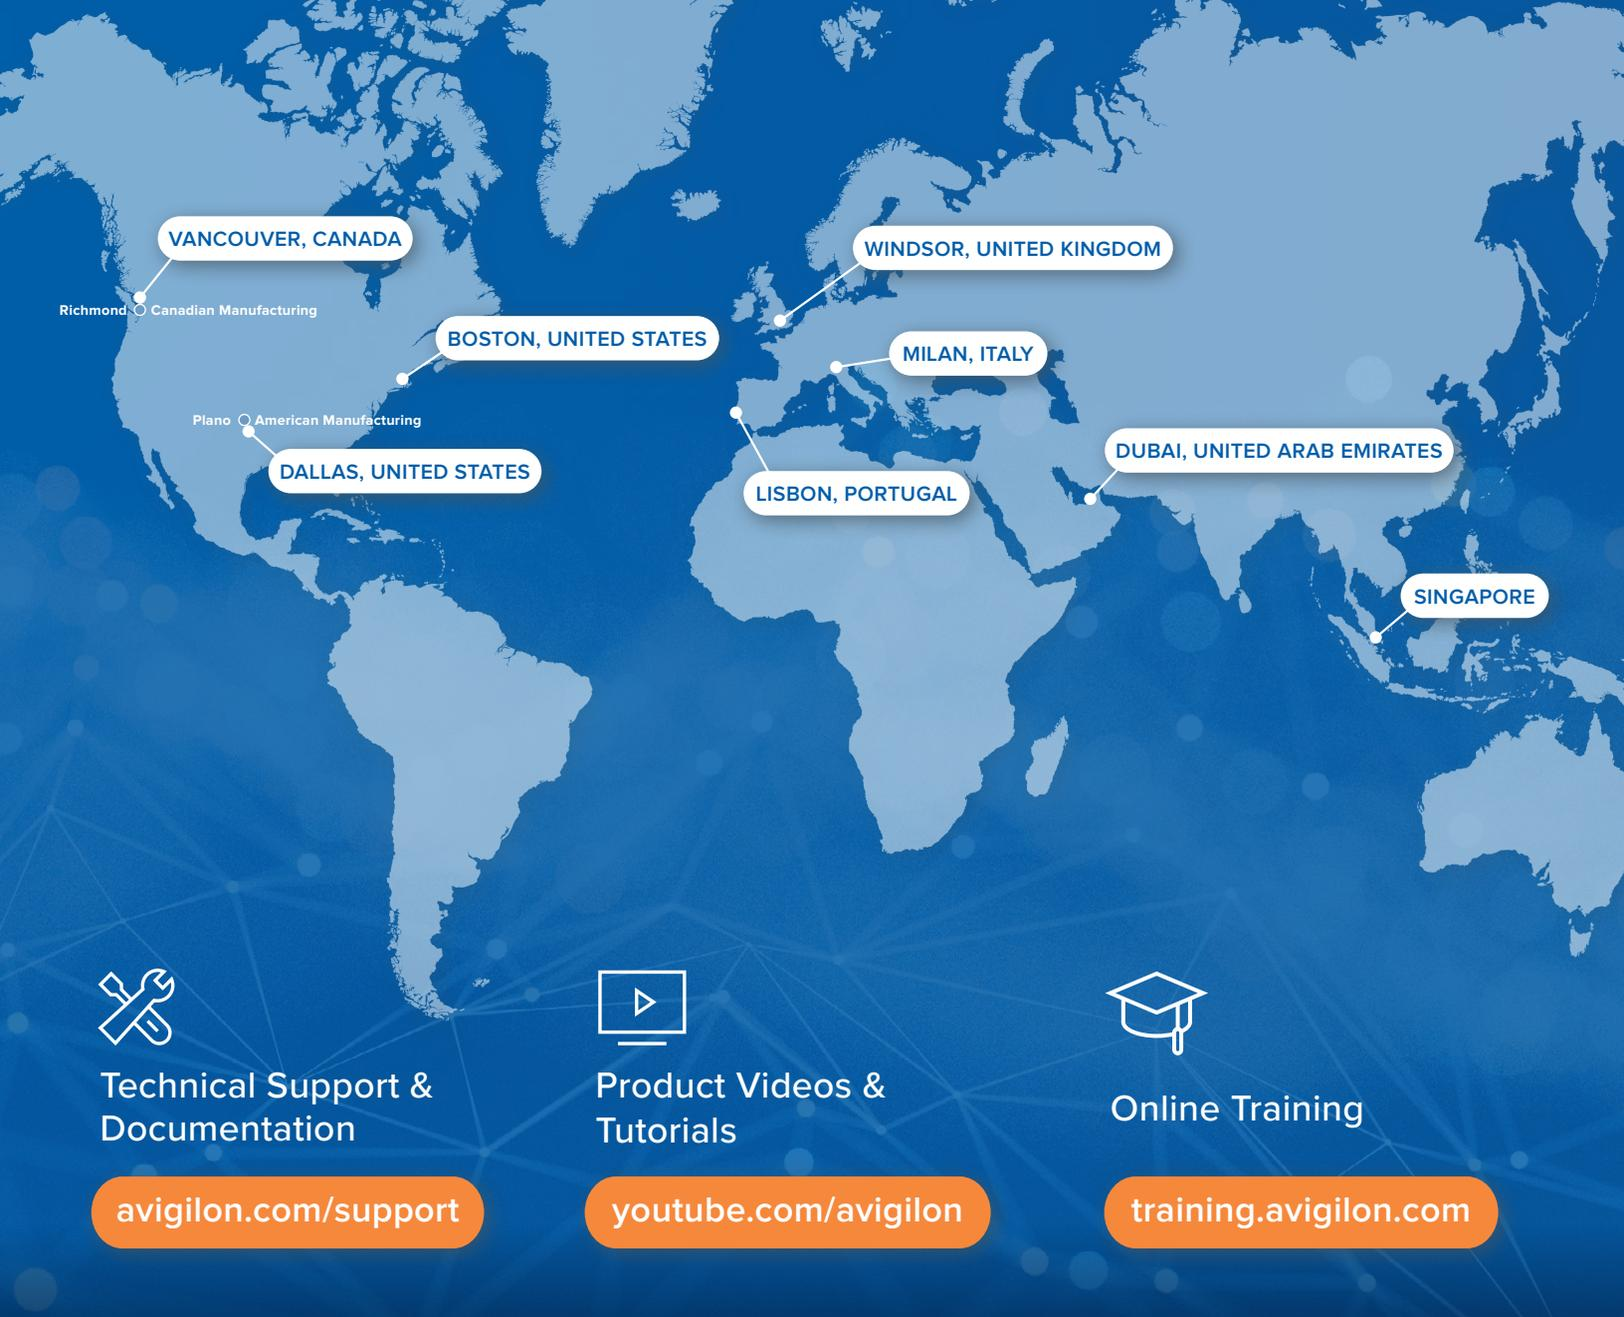 VANCOUVER, CANADA
WINDSOR, UNITED KINGDOM
Richmond Canadian Manufacturing
BOSTON, UNITED STATES
MILAN, ITALY
Plano American Manufacturing
DUBAI, UNITED ARAB EMIRATES
DALLAS, UNITED STATES
LISBON, PORTUGAL
SINGAPORE
Technical Support &
Documentation
avigilon.com/support
Product Videos &
Tutorials
youtube.com/avigilon
Online Training
training.avigilon.com